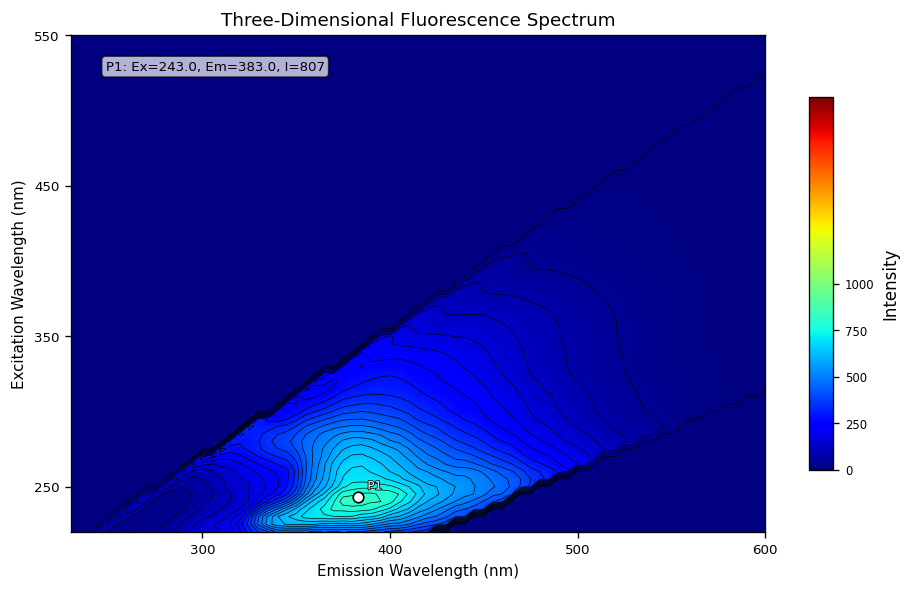 Three-Dimensional Fluorescence Spectrum
550
P1: Ex=243.0, Em=383.0, I=807
450
350
250
Excitation Wavelength (nm)
P1
300
400
500
600
Emission Wavelength (nm)
1000
750
500
250
0
Intensity